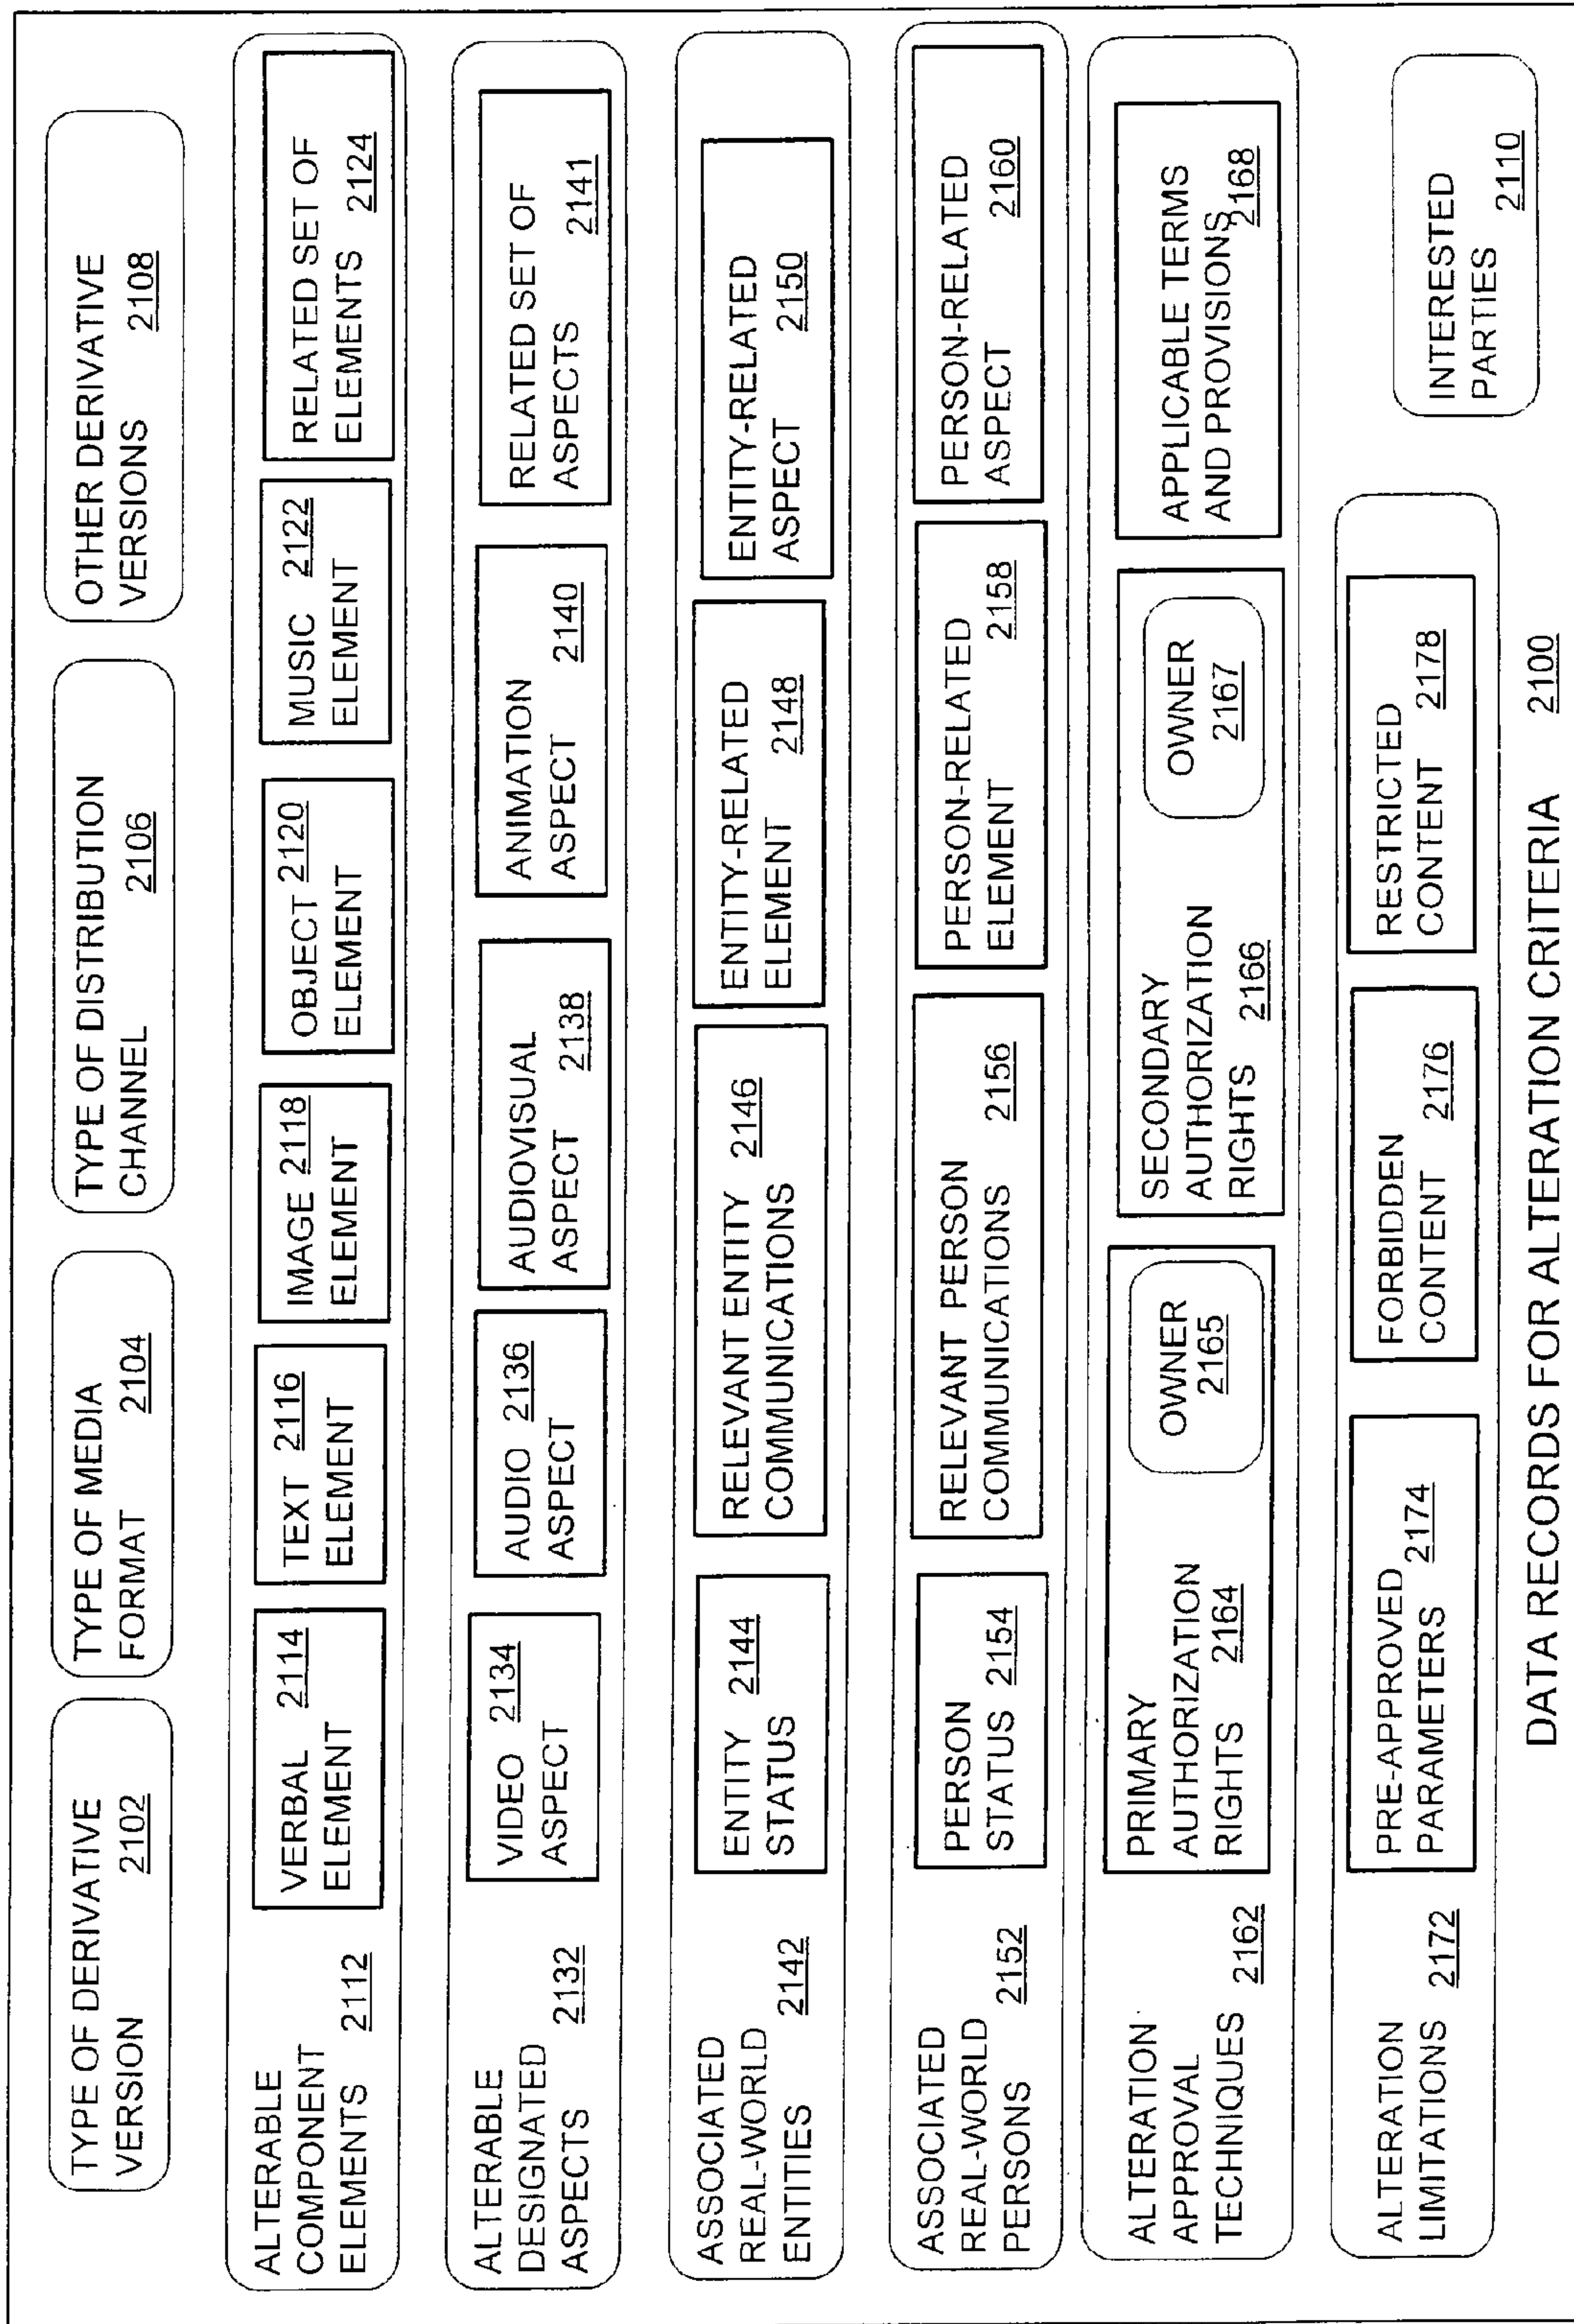 TYPE OF DERIVATIVE
VERSION 2102
TYPE OF MEDIA
FORMAT 2104
TYPE OF DISTRIBUTION
CHANNEL 2106
OTHER DERIVATIVE
VERSIONS 2108
ALTERABLE
COMPONENT
ELEMENTS 2112
VERBAL 2114
ELEMENT
TEXT 2116
ELEMENT
IMAGE 2118
ELEMENT
OBJECT 2120
ELEMENT
MUSIC 2122
ELEMENT
RELATED SET OF
ELEMENTS 2124
ALTERABLE
DESIGNATED
ASPECTS 2132
VIDEO 2134
ASPECT
AUDIO 2136
ASPECT
AUDIOVISUAL
ASPECT 2138
ANIMATION
ASPECT 2140
RELATED SET OF
ASPECTS 2141
ASSOCIATED
REAL-WORLD
ENTITIES 2142
ENTITY 2144
STATUS
RELEVANT ENTITY 2146
COMMUNICATIONS
ENTITY-RELATED
ELEMENT 2148
ENTITY-RELATED
ASPECT 2150
ASSOCIATED
REAL-WORLD
PERSONS 2152
PERSON
STATUS 2154
RELEVANT PERSON
COMMUNICATIONS 2156
PERSON-RELATED
ELEMENT 2158
PERSON-RELATED
ASPECT 2160
ALTERATION
APPROVAL
TECHNIQUES 2162
PRIMARY
AUTHORIZATION
RIGHTS 2164
OWNER
2165
SECONDARY
AUTHORIZATION
RIGHTS 2166
OWNER
2167
APPLICABLE TERMS
AND PROVISIONS 2168
ALTERATION
LIMITATIONS 2172
PRE-APPROVED
PARAMETERS 2174
FORBIDDEN
CONTENT 2176
RESTRICTED
CONTENT 2178
INTERESTED
PARTIES 2110
DATA RECORDS FOR ALTERATION CRITERIA 2100